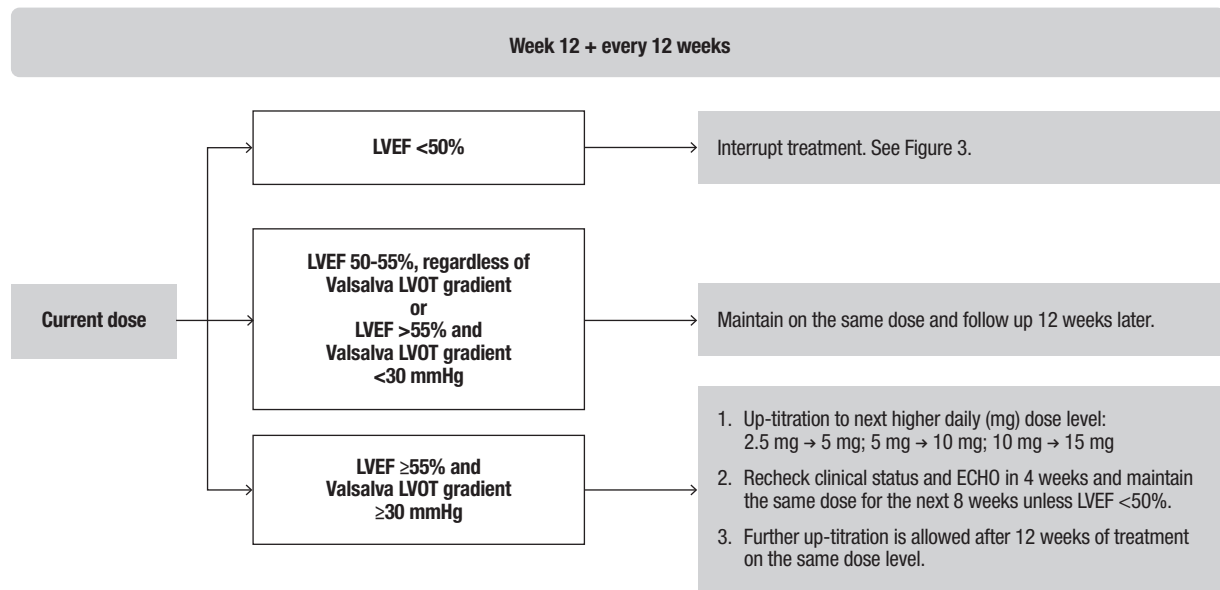 Week 12 + every 12 weeks
LVEF <50%
Interrupt treatment. See Figure 3.
Current dose
LVEF 50-55%, regardless of
Valsalva LVOT gradient
or
LVEF >55% and
Valsalva LVOT gradient
<30 mmHg
Maintain on the same dose and follow up 12 weeks later.
LVEF ≥55% and
Valsalva LVOT gradient
≥30 mmHg
1. Up-titration to next higher daily (mg) dose level:
2.5 mg → 5 mg; 5 mg → 10 mg; 10 mg → 15 mg
2. Recheck clinical status and ECHO in 4 weeks and maintain
the same dose for the next 8 weeks unless LVEF <50%.
3. Further up-titration is allowed after 12 weeks of treatment
on the same dose level.